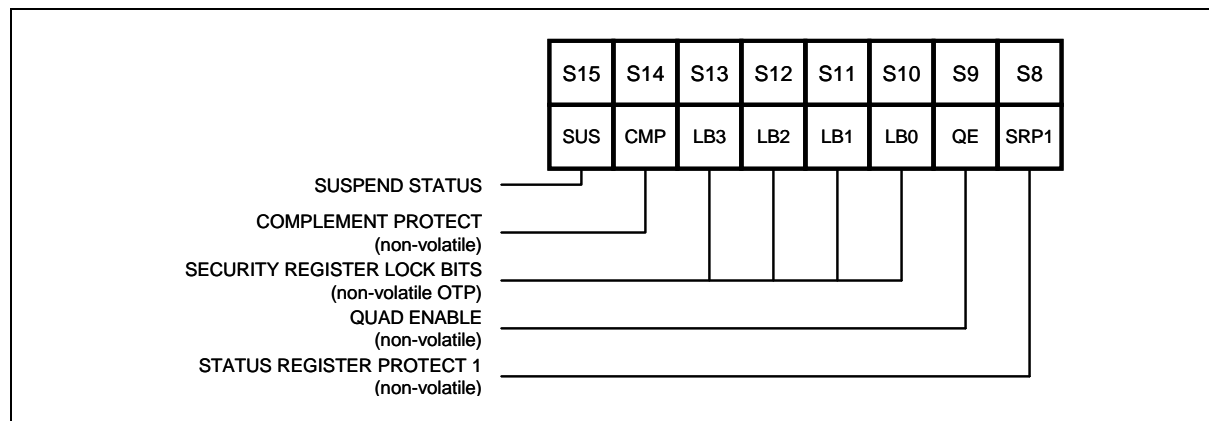 S15 S14 S13 S12 S11 S10 S9 S8
SUS CMP LB3 LB2 LB1 LB0 QE SRP1
SUSPEND STATUS
COMPLEMENT PROTECT
(non-volatile)
SECURITY REGISTER LOCK BITS
(non-volatile OTP)
QUAD ENABLE
(non-volatile)
STATUS REGISTER PROTECT 1
(non-volatile)